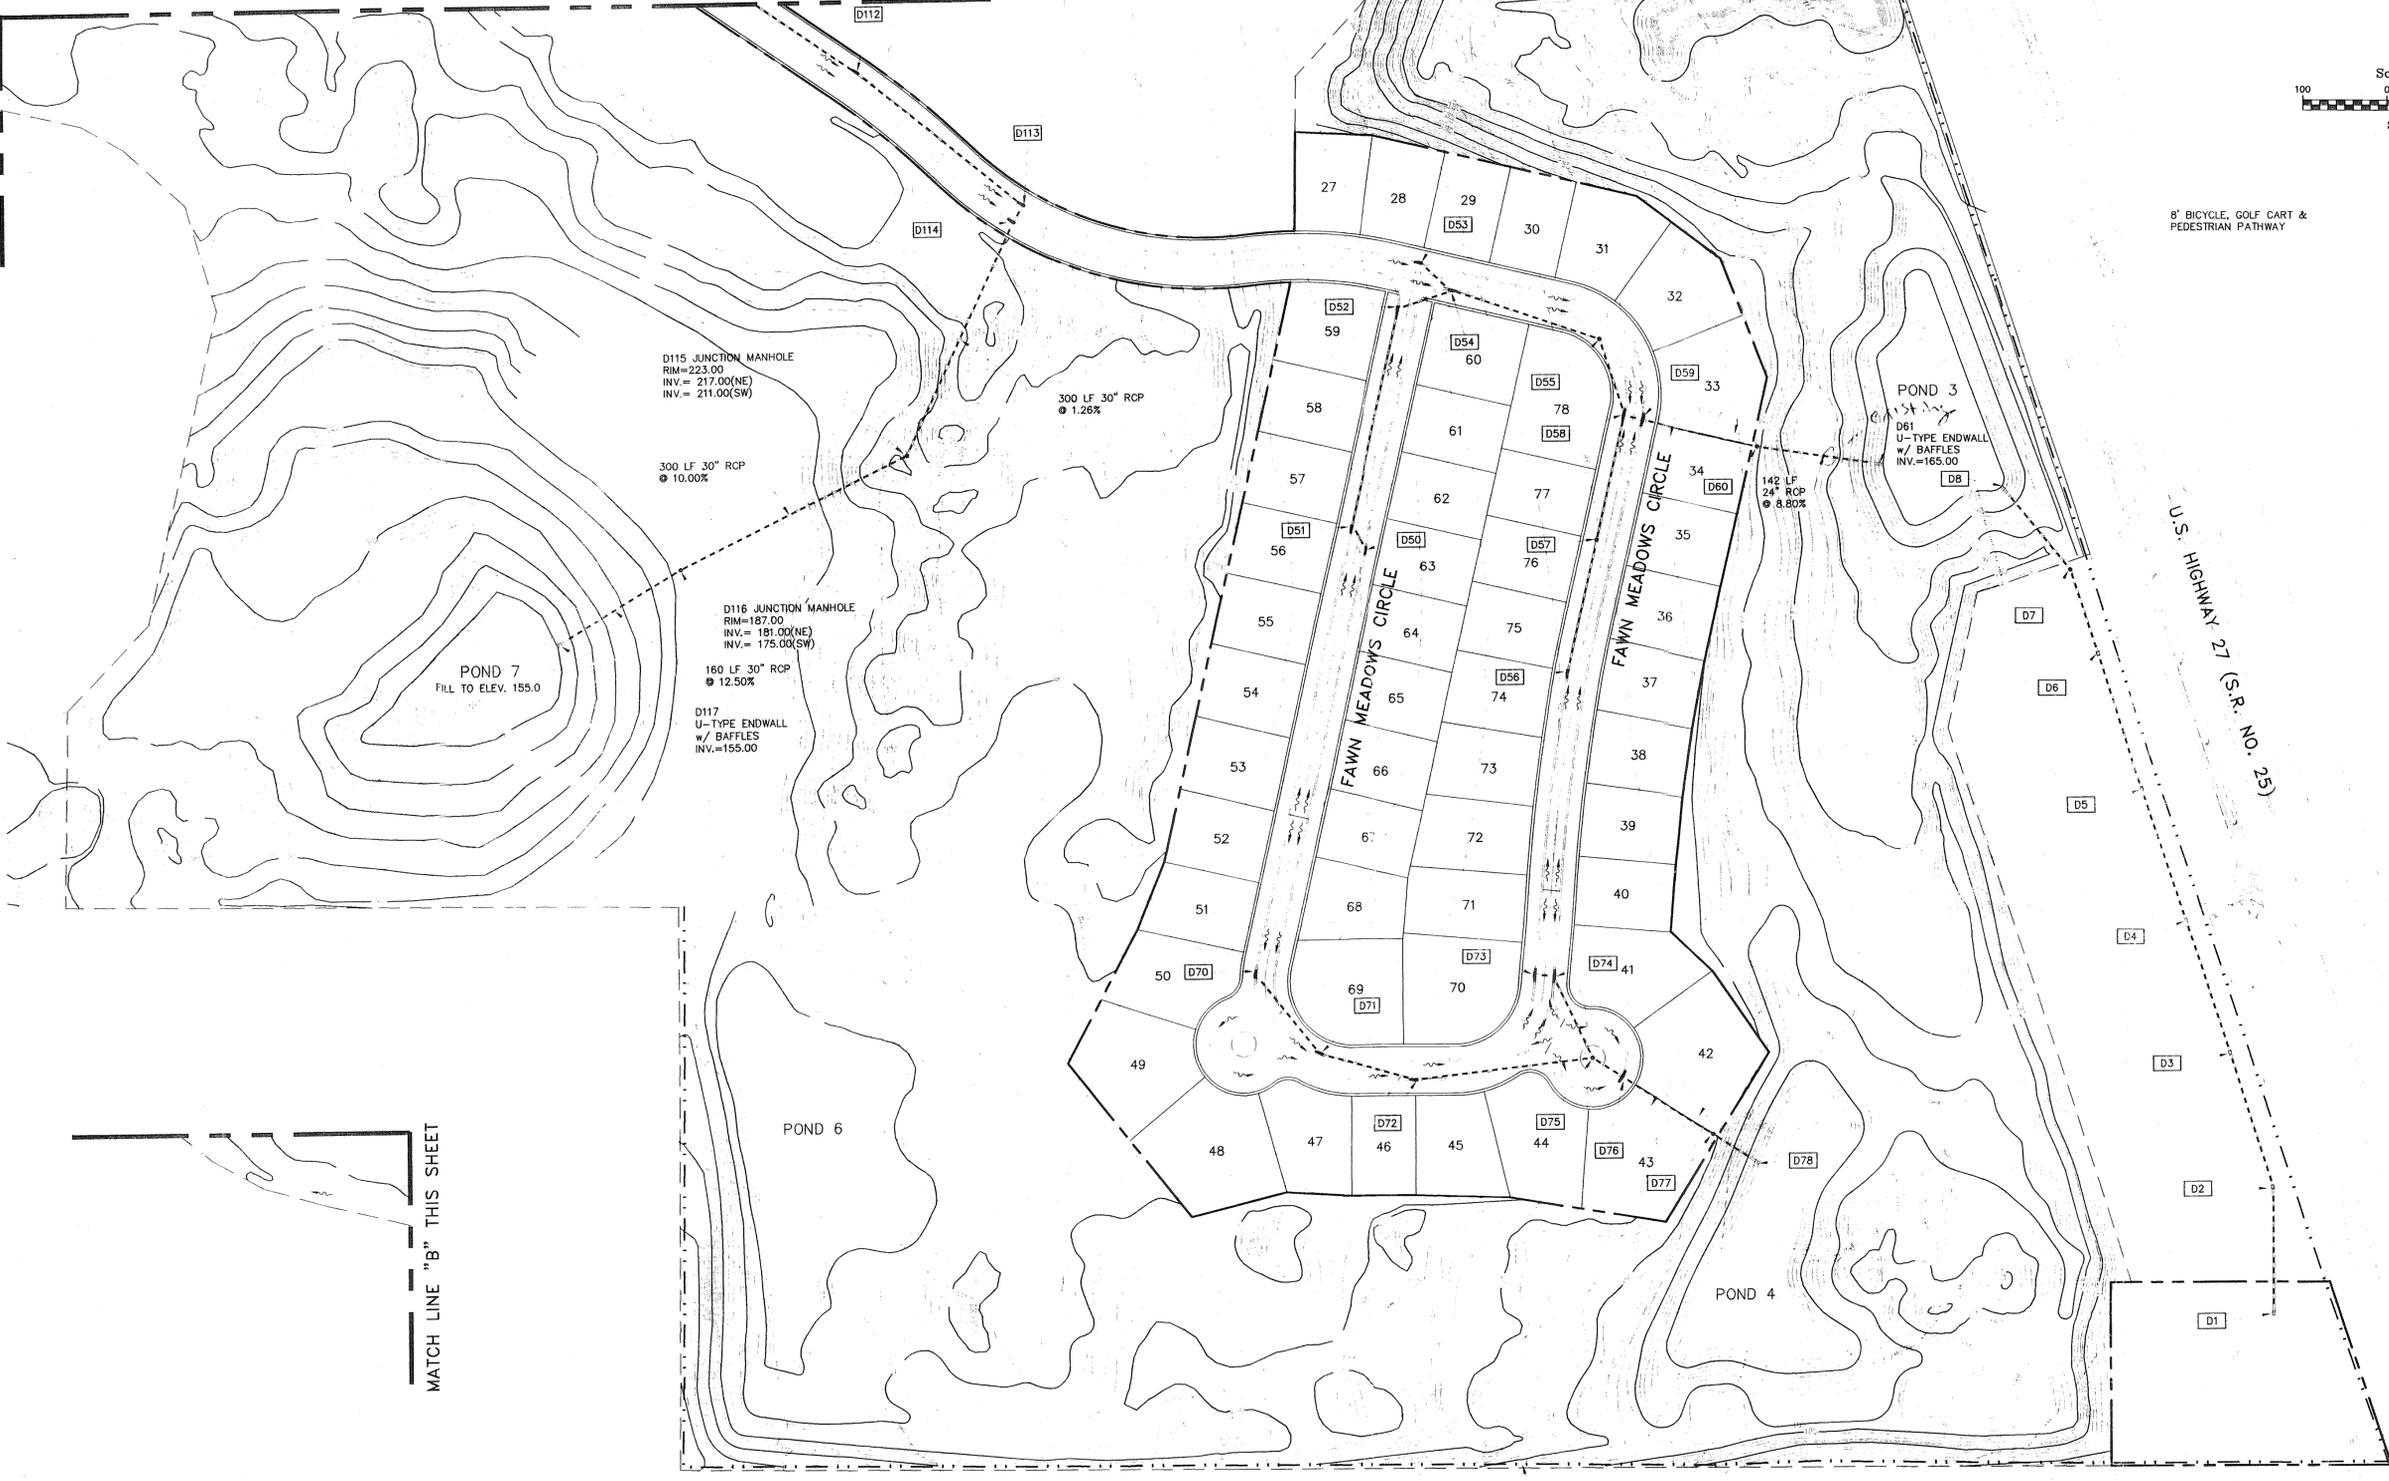 D112
So
100 0
D113
8' BICYCLE, GOLF CART &
PEDESTRIAN PATHWAY
D114
27
28
29
D53
30
31
32
D52
59
D54
60
D55
78
D58
D59
33
POND 3
existing
D61
U-TYPE ENDWALL
w/ BAFFLES
INV.=165.00
D8
D115 JUNCTION MANHOLE
RIM=223.00
INV.= 217.00(NE)
INV.= 211.00(SW)
300 LF 30" RCP
@ 1.26%
300 LF 30" RCP
@ 10.00%
58
61
57
62
77
34
D60
142 LF
24" RCP
@ 8.80%
D51
56
D50
63
D57
76
35
FAWN MEADOWS CIRCLE
FAWN MEADOWS CIRCLE
U.S. HIGHWAY 27 (S.R. NO. 25)
D116 JUNCTION MANHOLE
RIM=187.00
INV.= 181.00(NE)
INV.= 175.00(SW)
160 LF 30" RCP
@ 12.50%
D117
U-TYPE ENDWALL
w/ BAFFLES
INV.=155.00
POND 7
FILL TO ELEV. 155.0
55
64
75
36
D7
54
65
D56
74
37
D6
53
66
73
38
D5
52
67
72
39
51
68
71
40
D4
50
D70
69
D71
D73
70
D74
41
49
42
D3
POND 6
48
47
D72
46
45
D75
44
D76
43
D77
D78
D2
MATCH LINE "B" THIS SHEET
POND 4
D1